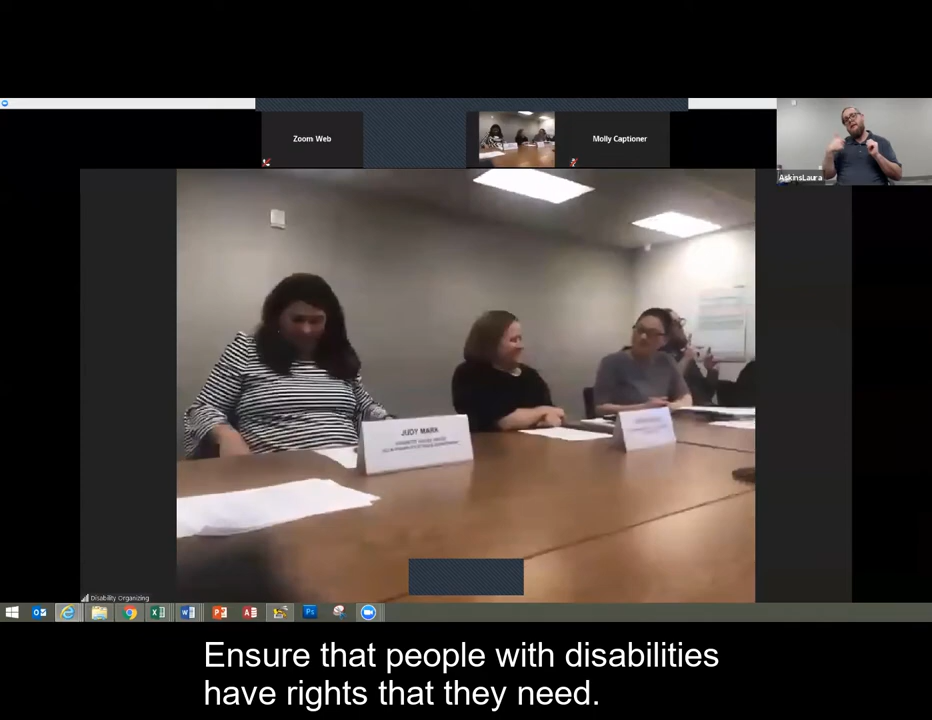 Zoom Web
Molly Captioner
AskinsLaura
JUDY MARK
Disability Organizing
Ensure that people with disabilities
have rights that they need.